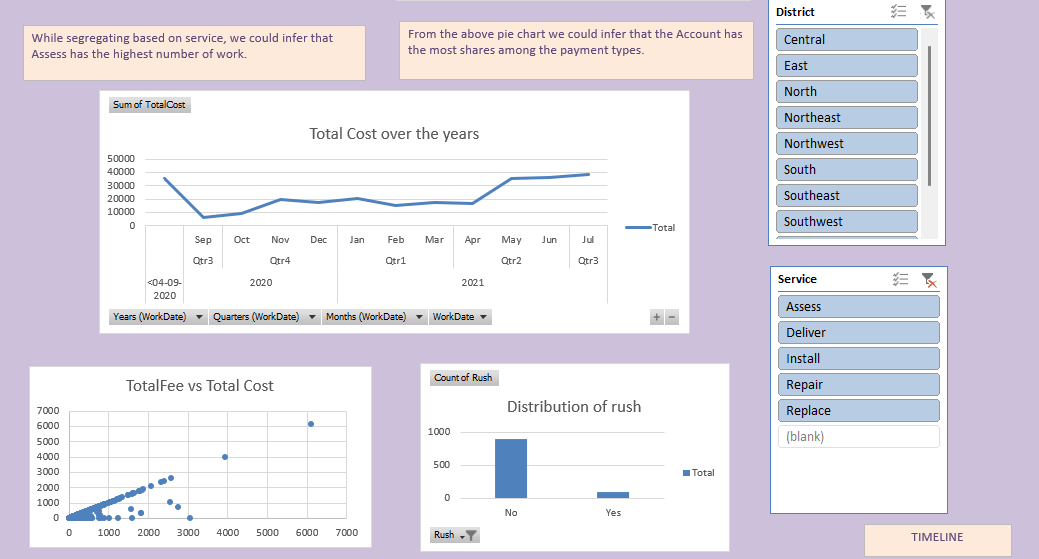 While segregating based on service, we could infer that
Assess has the highest number of work.
From the above pie chart we could infer that the Account has
the most shares among the payment types.
District
Central
East
North
Northeast
Northwest
South
Southeast
Southwest
Sum of TotalCost
Total Cost over the years
50000
40000
30000
20000
10000
0
Total
Sep Oct Nov Dec Jan Feb Mar Apr May Jun Jul
Qtr3 Qtr4 Qtr1 Qtr2 Qtr3
<04-09-
2020
2020 2021
Years (WorkDate) Quarters (WorkDate) Months (WorkDate) WorkDate
+ −
Service
Assess
Deliver
Install
Repair
Replace
(blank)
TotalFee vs Total Cost
7000
6000
5000
4000
3000
2000
1000
0
0 1000 2000 3000 4000 5000 6000 7000
Count of Rush
Distribution of rush
1000
500
0
No Yes
Total
Rush
TIMELINE